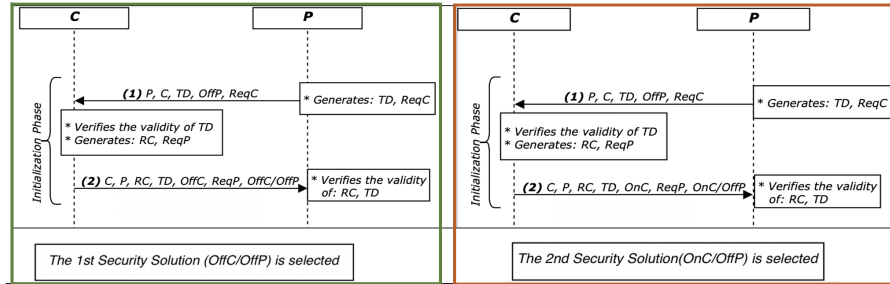 C
P
(1) P, C, TD, OffP, ReqC
* Generates: TD, ReqC
* Verifies the validity of TD
* Generates: RC, ReqP
Initialization Phase
(2) C, P, RC, TD, OffC, ReqP, OffC/OffP
* Verifies the validity
of: RC, TD
The 1st Security Solution (OffC/OffP) is selected
C
P
(1) P, C, TD, OffP, ReqC
* Generates: TD, ReqC
* Verifies the validity of TD
* Generates: RC, ReqP
Initialization Phase
(2) C, P, RC, TD, OnC, ReqP, OnC/OffP
* Verifies the validity
of: RC, TD
The 2nd Security Solution(OnC/OffP) is selected